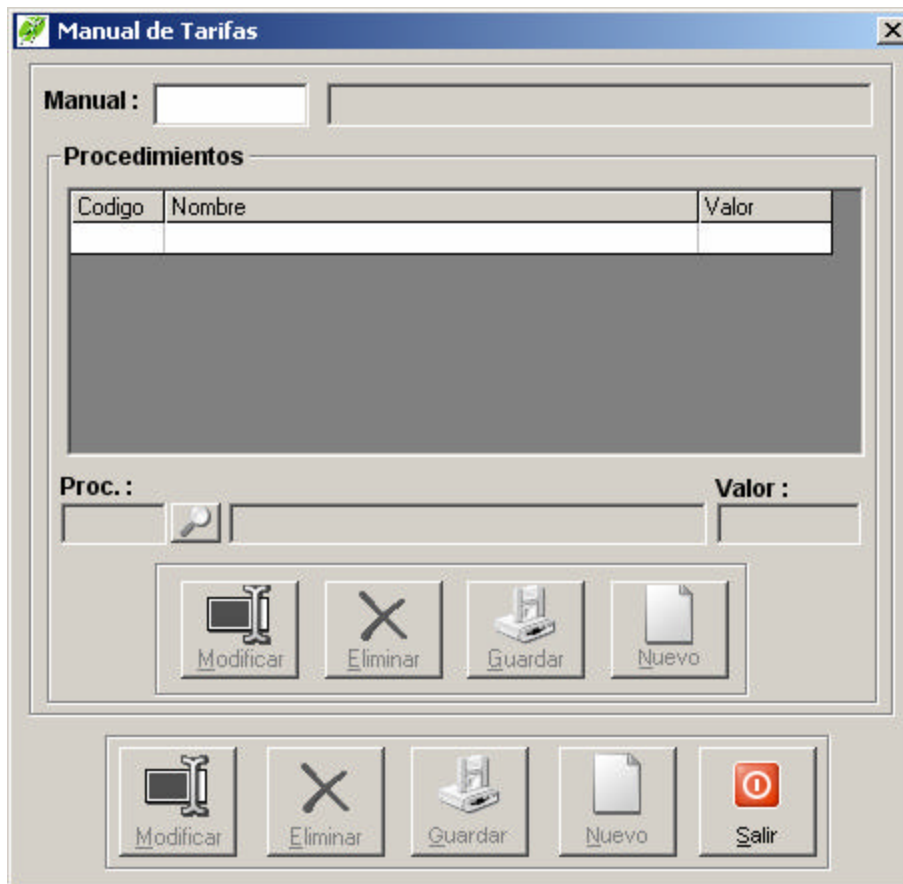 Manual de Tarifas
Manual :
Procedimientos
Codigo Nombre Valor
Proc. : Valor :
Modificar Eliminar Guardar Nuevo
Modificar Eliminar Guardar Nuevo Salir